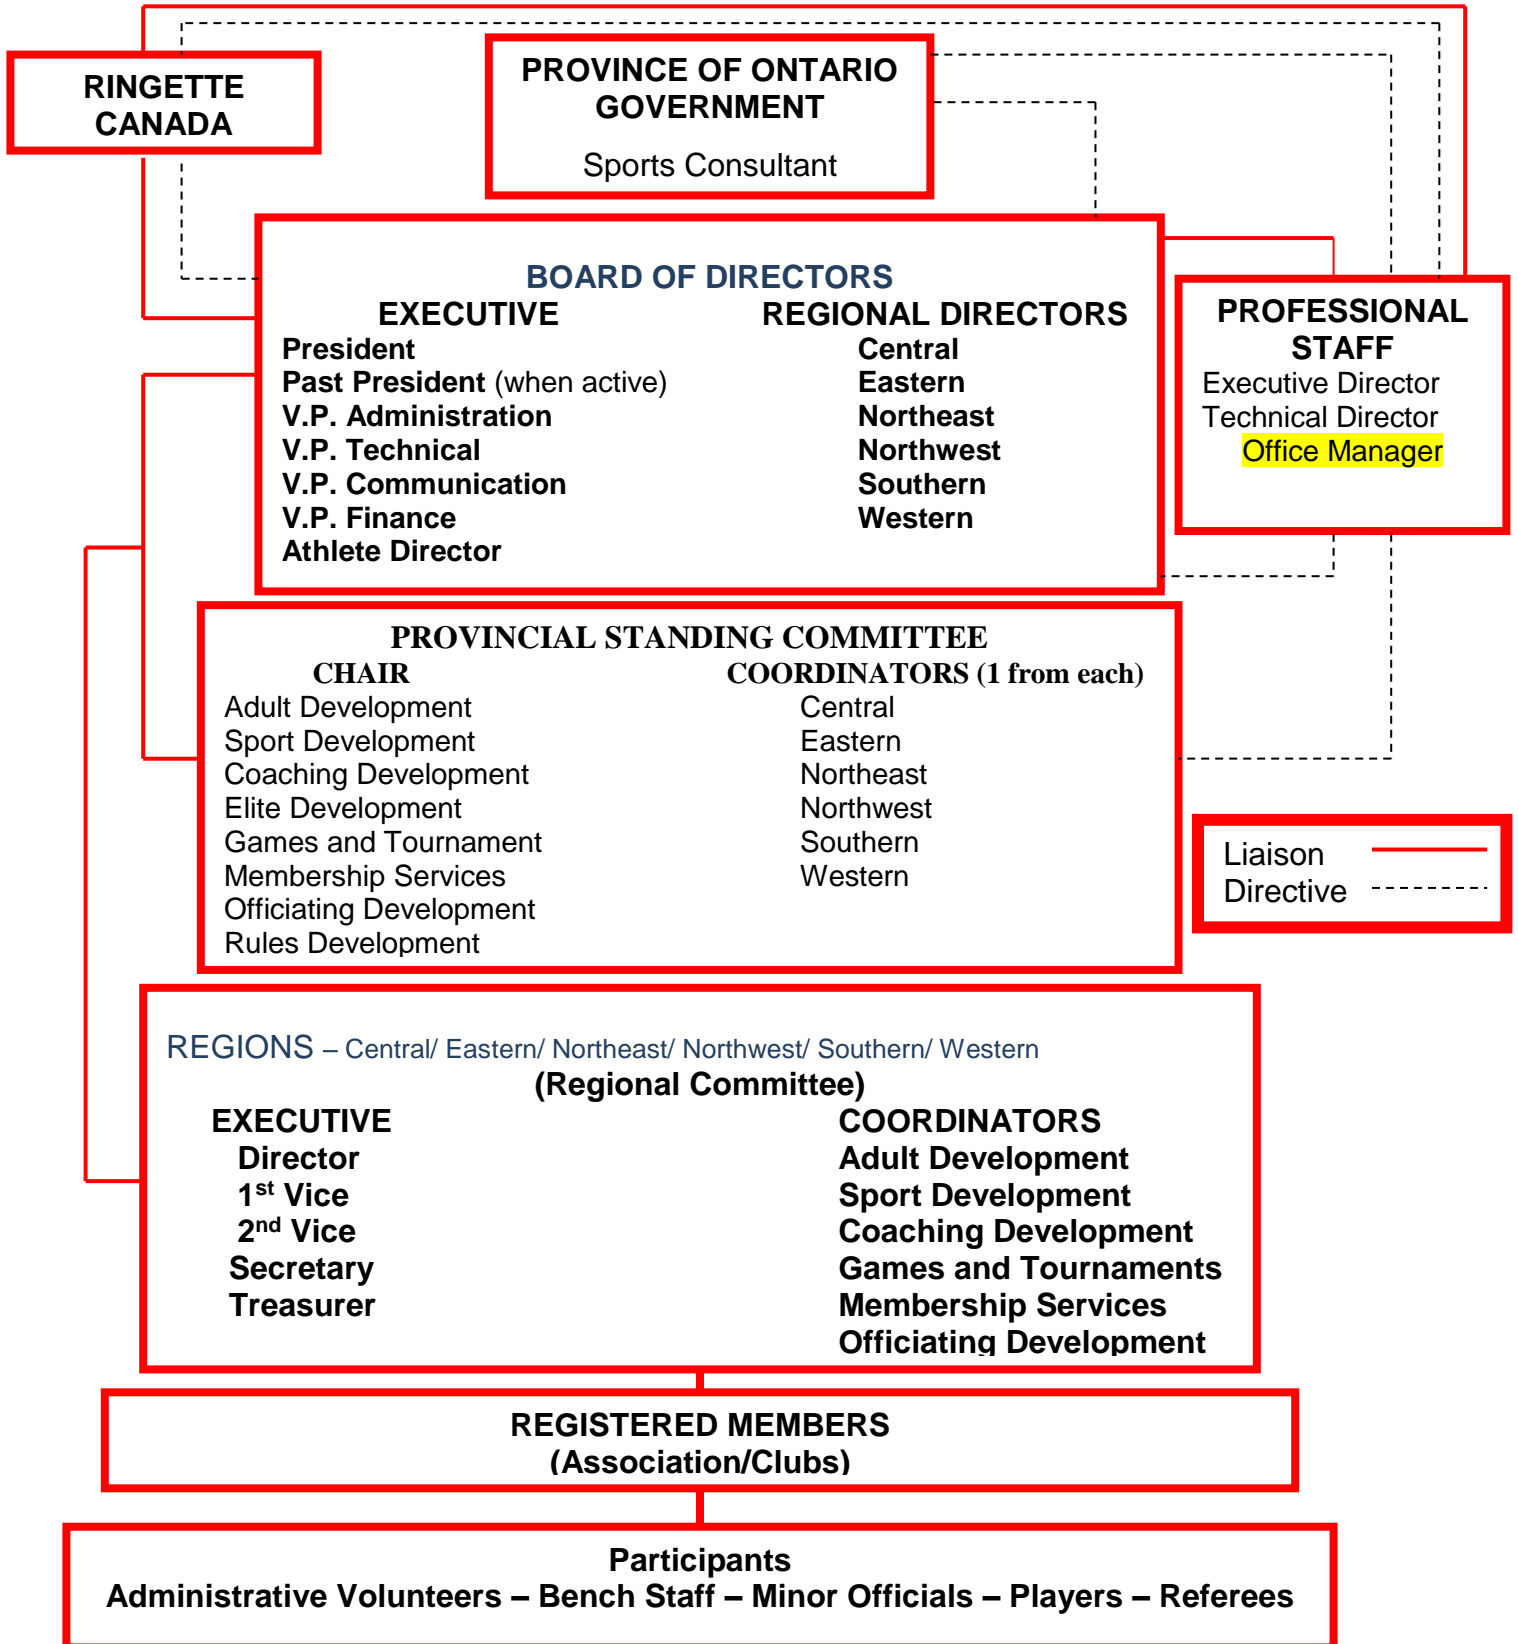 RINGETTE
CANADA
PROVINCE OF ONTARIO
GOVERNMENT
Sports Consultant
BOARD OF DIRECTORS
EXECUTIVE
President
Past President (when active)
V.P. Administration
V.P. Technical
V.P. Communication
V.P. Finance
Athlete Director
REGIONAL DIRECTORS
Central
Eastern
Northeast
Northwest
Southern
Western
PROFESSIONAL
STAFF
Executive Director
Technical Director
Office Manager
PROVINCIAL STANDING COMMITTEE
CHAIR
Adult Development
Sport Development
Coaching Development
Elite Development
Games and Tournament
Membership Services
Officiating Development
Rules Development
COORDINATORS (1 from each)
Central
Eastern
Northeast
Northwest
Southern
Western
Liaison
Directive
REGIONS – Central/ Eastern/ Northeast/ Northwest/ Southern/ Western
(Regional Committee)
EXECUTIVE
Director
1st Vice
2nd Vice
Secretary
Treasurer
COORDINATORS
Adult Development
Sport Development
Coaching Development
Games and Tournaments
Membership Services
Officiating Development
REGISTERED MEMBERS
(Association/Clubs)
Participants
Administrative Volunteers – Bench Staff – Minor Officials – Players – Referees